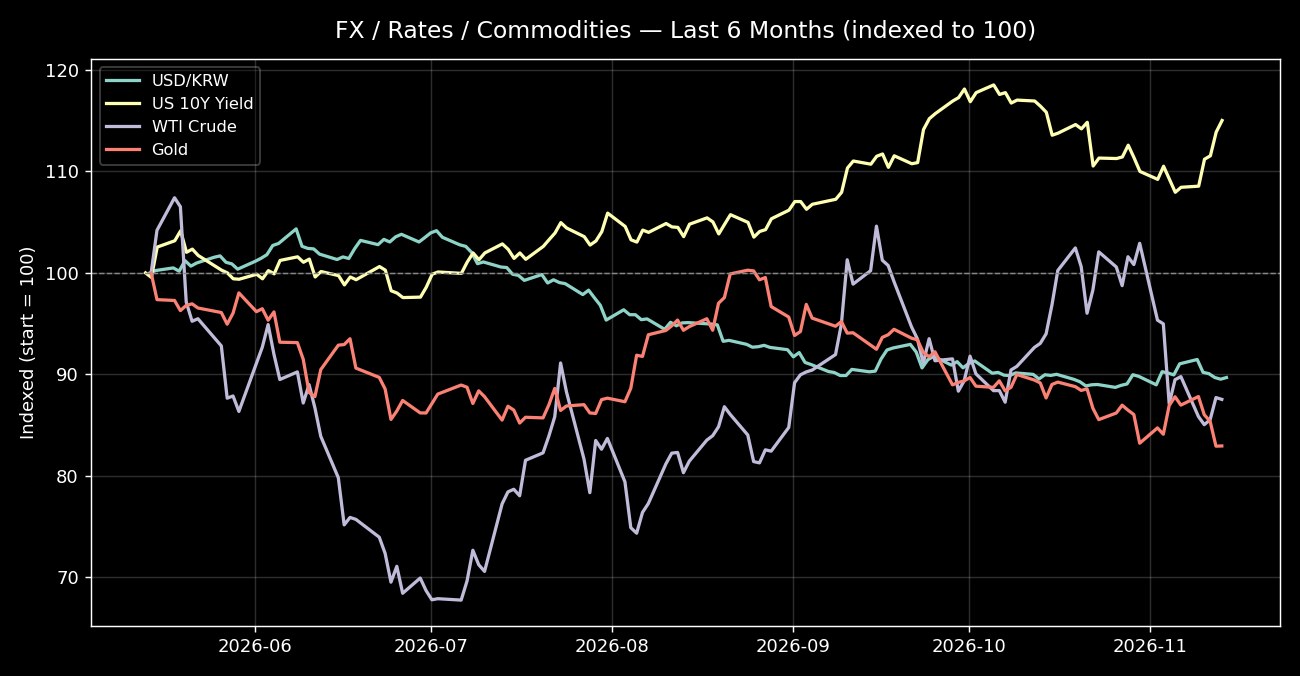 FX / Rates / Commodities — Last 6 Months (indexed to 100)
USD/KRW
US 10Y Yield
WTI Crude
Gold
Indexed (start = 100)
120
110
100
90
80
70
2026-06
2026-07
2026-08
2026-09
2026-10
2026-11